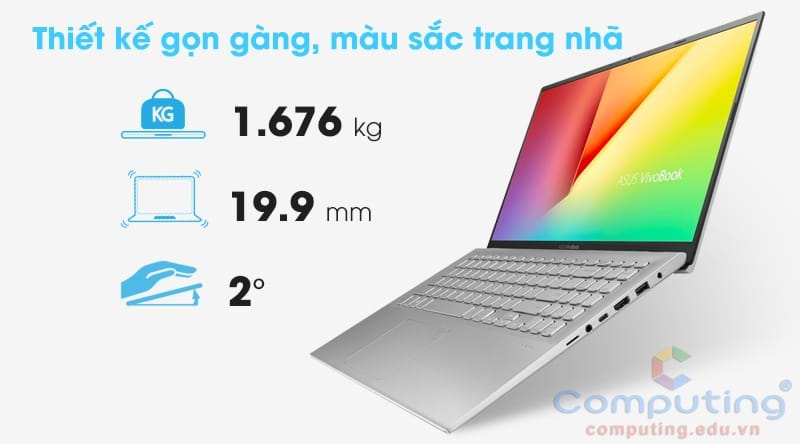 Thiết kế gọn gàng, màu sắc trang nhã
KG
1.676 kg
19.9 mm
2°
ASUS VivoBook
Computing®
computing.edu.vn